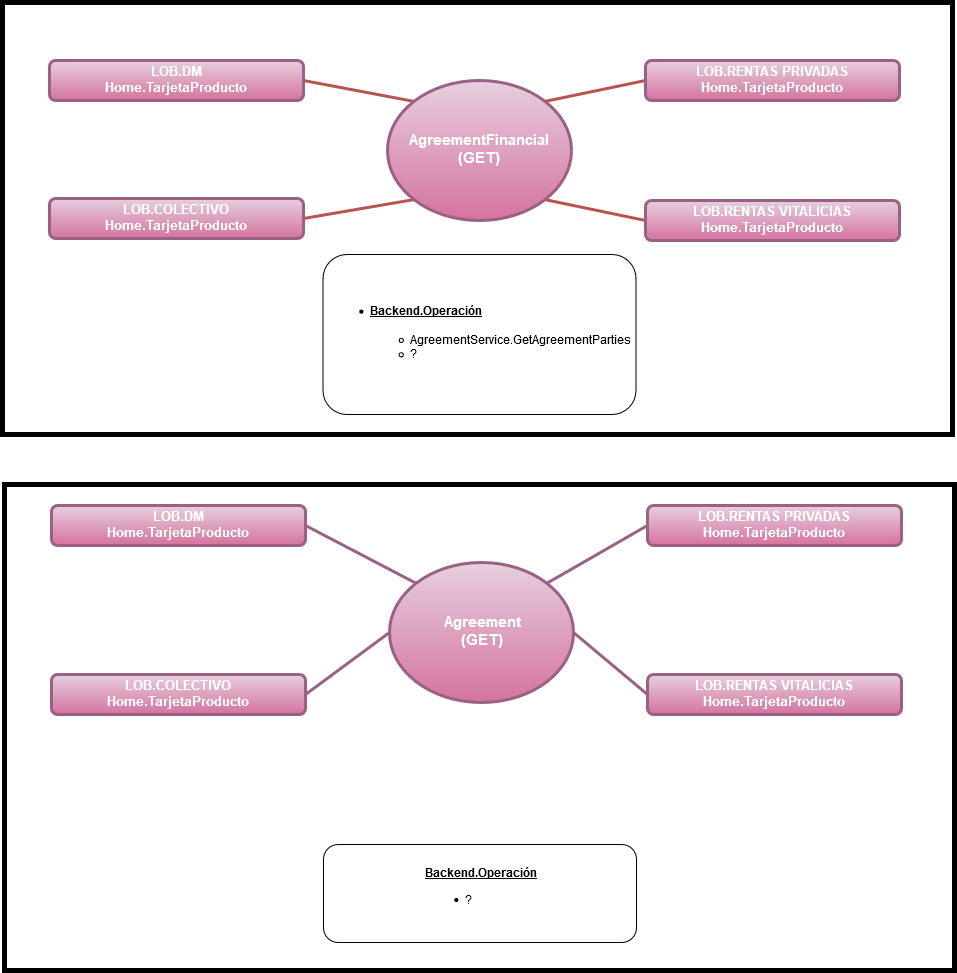 LOB.DM
Home.TarjetaProducto
LOB.RENTAS PRIVADAS
Home.TarjetaProducto
AgreementFinancial
(GET)
LOB.COLECTIVO
Home.TarjetaProducto
LOB.RENTAS VITALICIAS
Home.TarjetaProducto
Backend.Operación
AgreementService.GetAgreementParties
?
LOB.DM
Home.TarjetaProducto
LOB.RENTAS PRIVADAS
Home.TarjetaProducto
Agreement
(GET)
LOB.COLECTIVO
Home.TarjetaProducto
LOB.RENTAS VITALICIAS
Home.TarjetaProducto
Backend.Operación
?